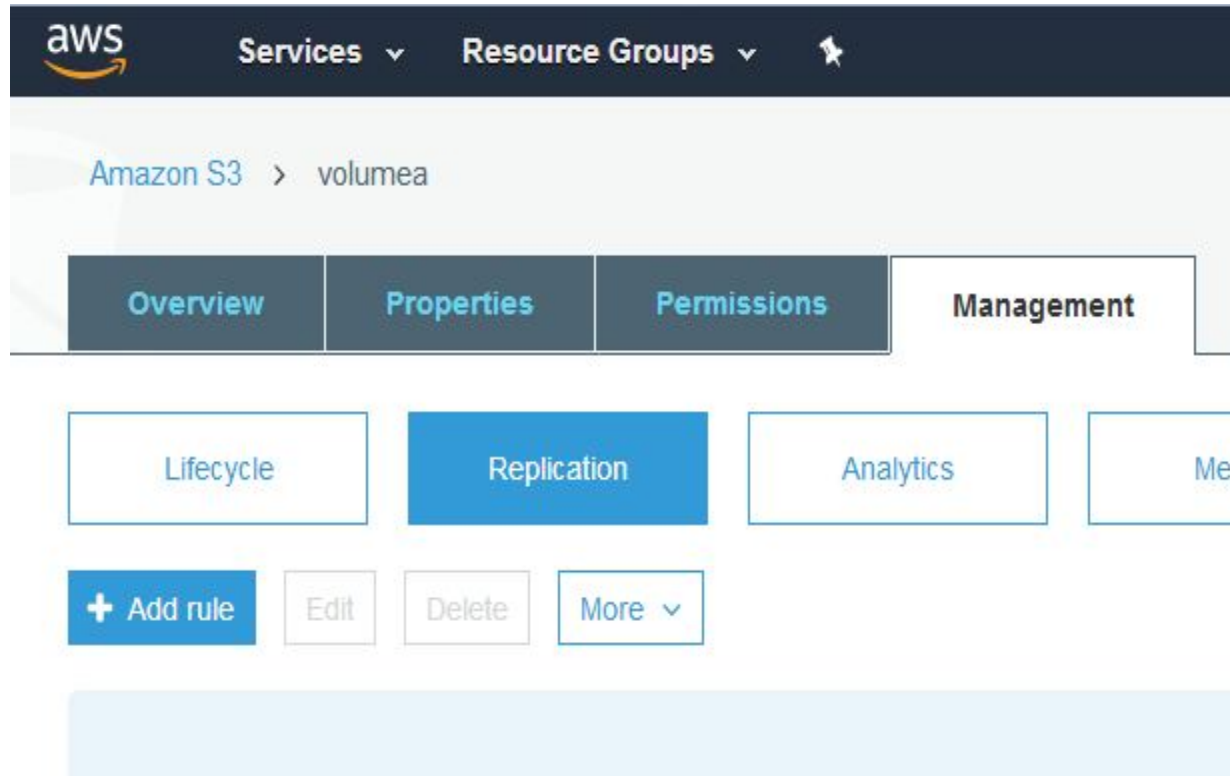 aws Services Resource Groups
Amazon S3 > volumea
Overview Properties Permissions Management
Lifecycle Replication Analytics Me
+ Add rule Edit Delete More